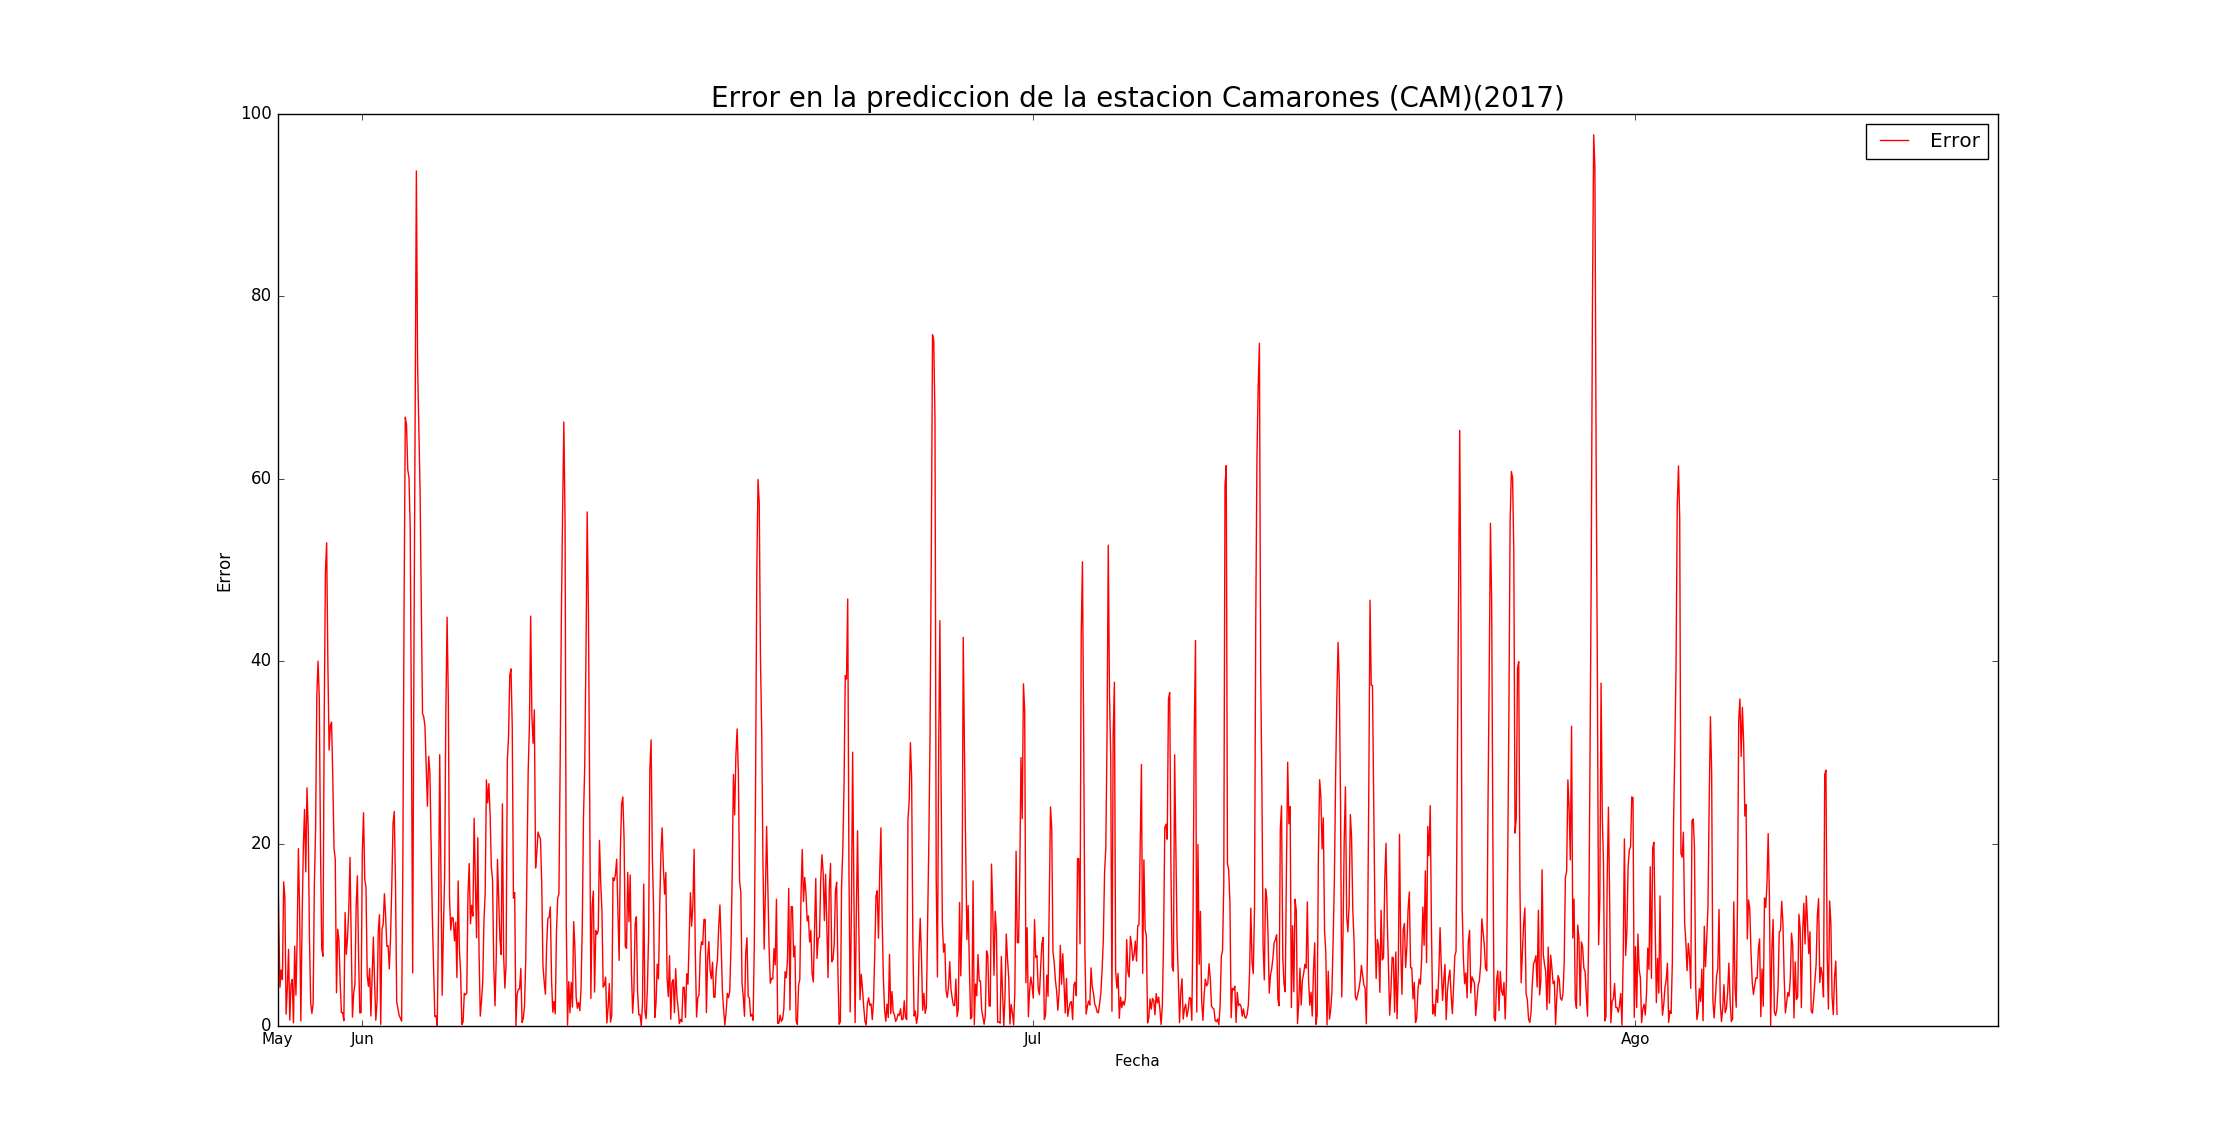 Error en la prediccion de la estacion Camarones (CAM)(2017)
100
80
60
40
20
0
Error
Error
May Jun Jul Ago
Fecha